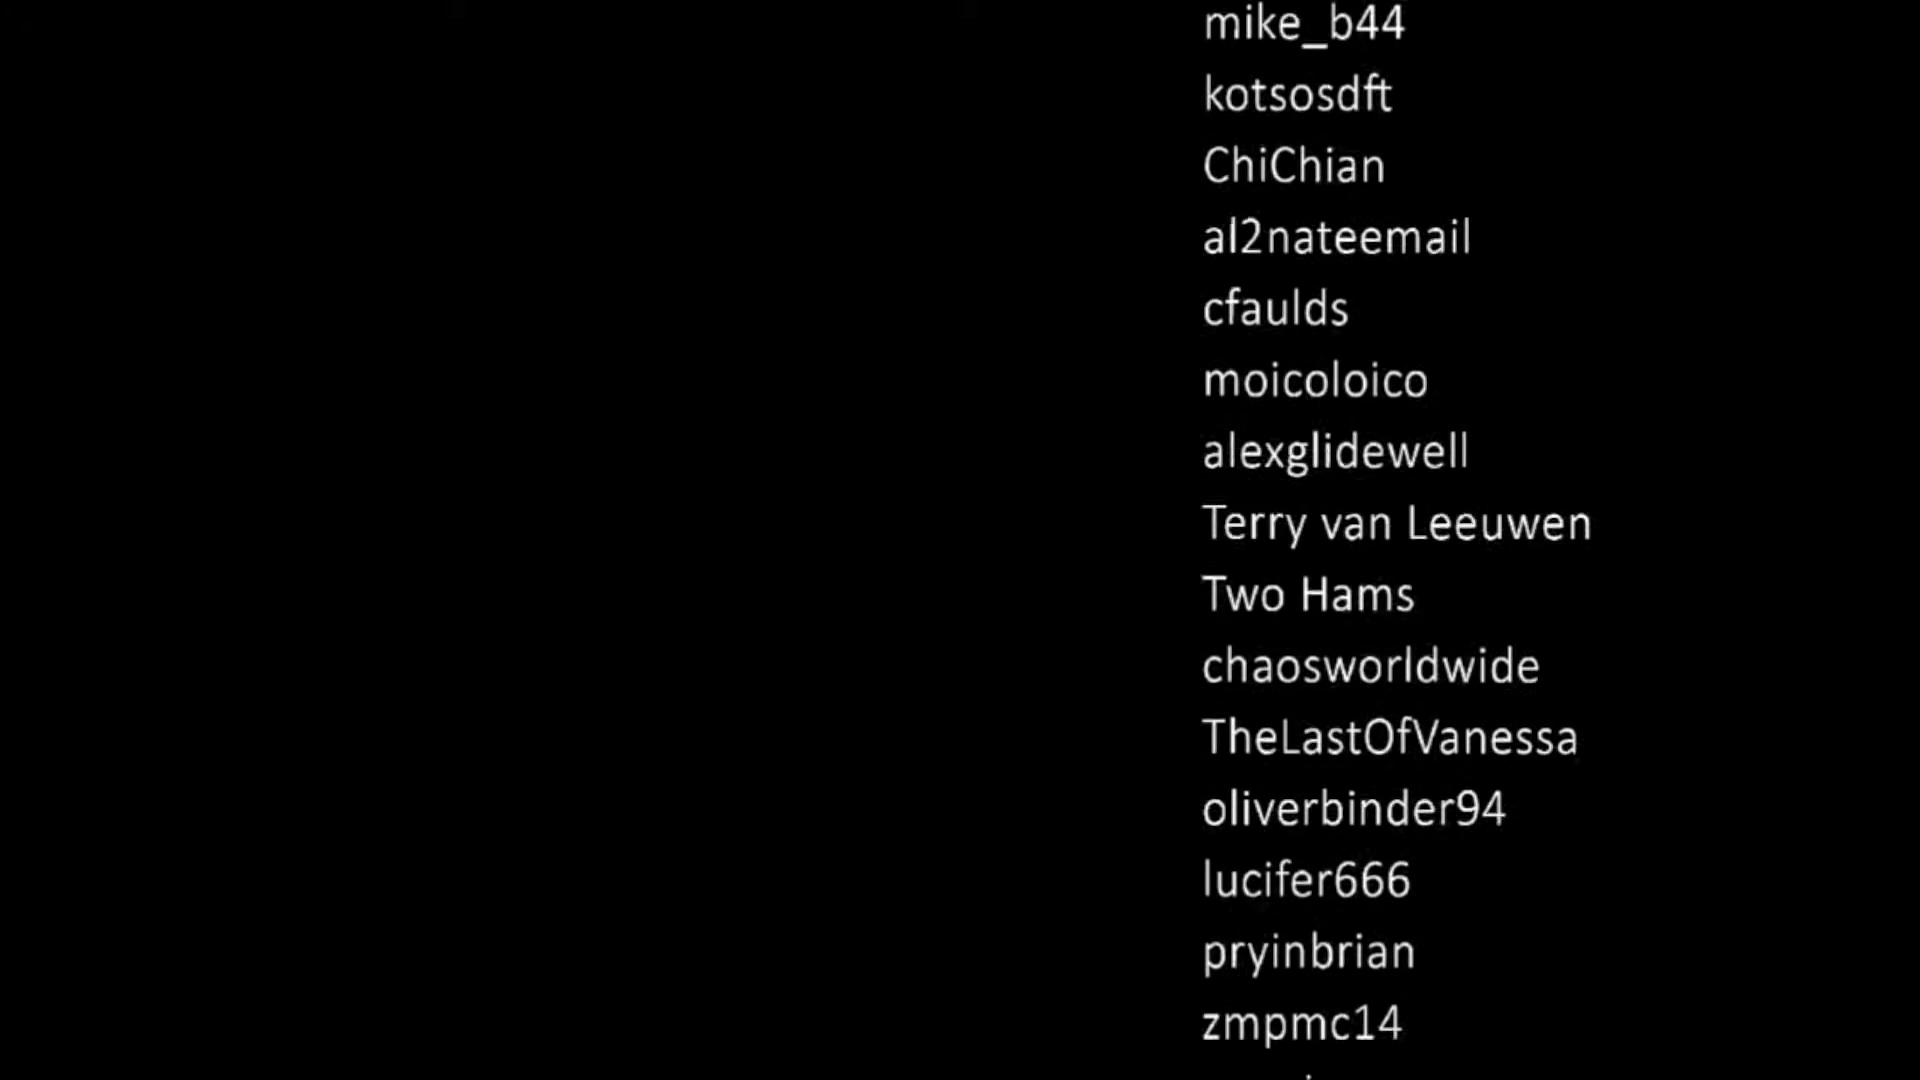 mike_b44
kotsosdft
ChiChian
al2nateemail
cfaulds
moicoloico
alexglidewell
Terry van Leeuwen
Two Hams
chaosworldwide
TheLastOfVanessa
oliverbinder94
lucifer666
pryinbrian
zmpmc14